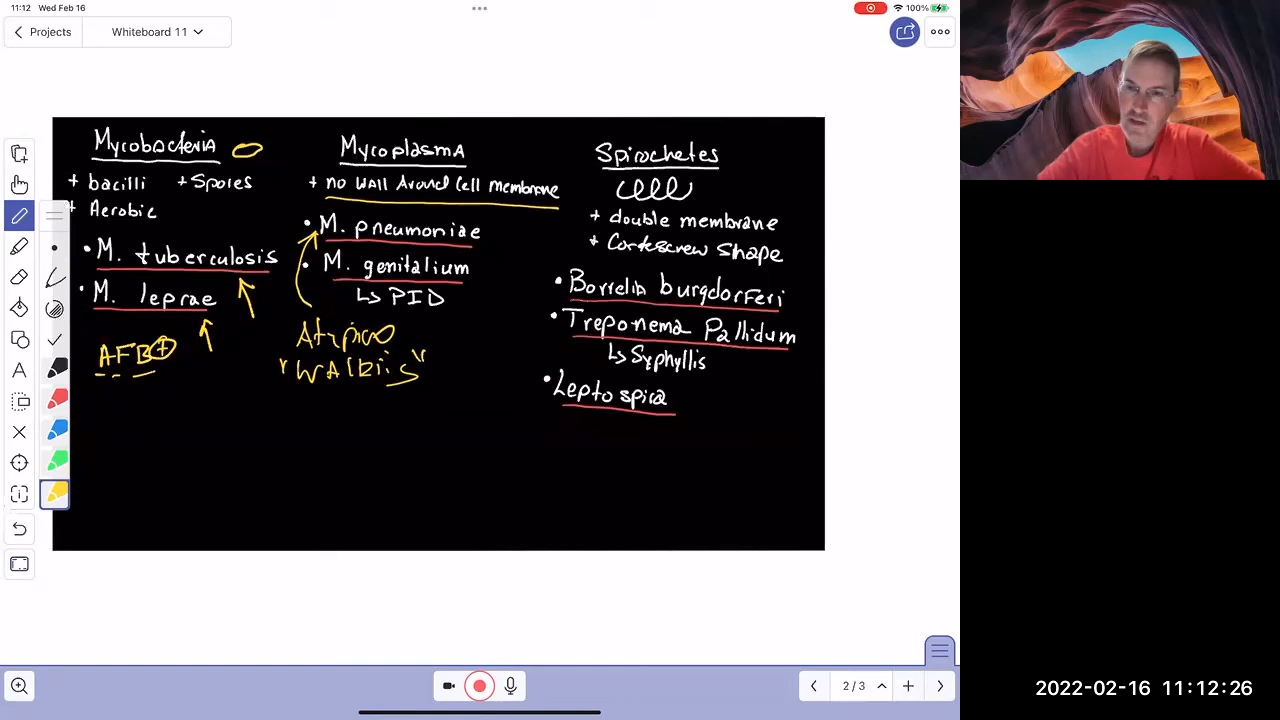 11:12 Wed Feb 16
100%
Projects
Whiteboard 11
Mycobacteria
+ bacilli + Spores
+ Aerobic
• M. tuberculosis
• M. leprae
AFB+
Mycoplasma
+ no wall Around Cell membrane
• M. pneumoniae
• M. genitalium
↳ PID
"Walking"
Spirochetes
+ double membrane
+ Corkscrew shape
• Borrelia burgdorferi
• Treponema Pallidum
↳ Syphyllis
• Leptospira
2/3
2022-02-16 11:12:26